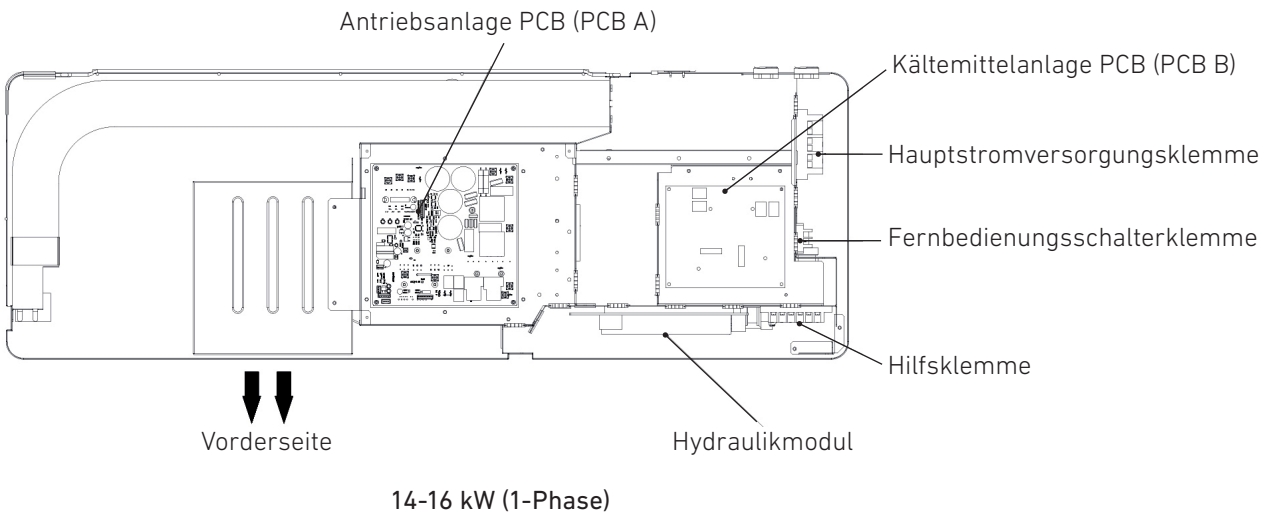 Antriebsanlage PCB (PCB A)
Kältemittelanlage PCB (PCB B)
Hauptstromversorgungsklemme
Fernbedienungsschalterklemme
Hilfsklemme
Vorderseite
Hydraulikmodul
14-16 kW (1-Phase)